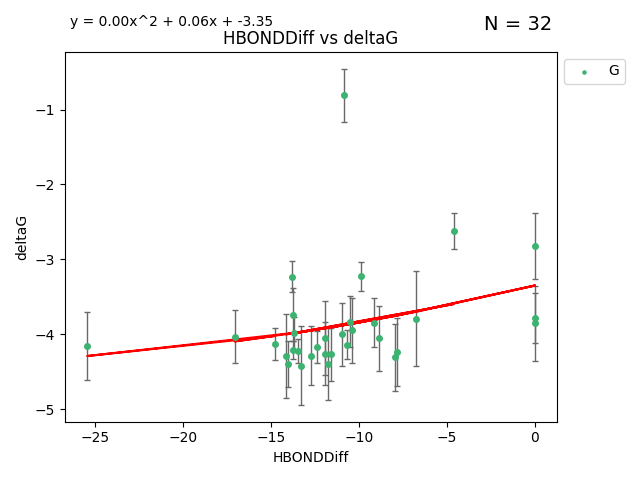 y = 0.00x^2 + 0.06x + -3.35
N = 32
HBONDDiff vs deltaG
G
deltaG
−1
−2
−3
−4
−5
−25
−20
−15
−10
−5
0
HBONDDiff